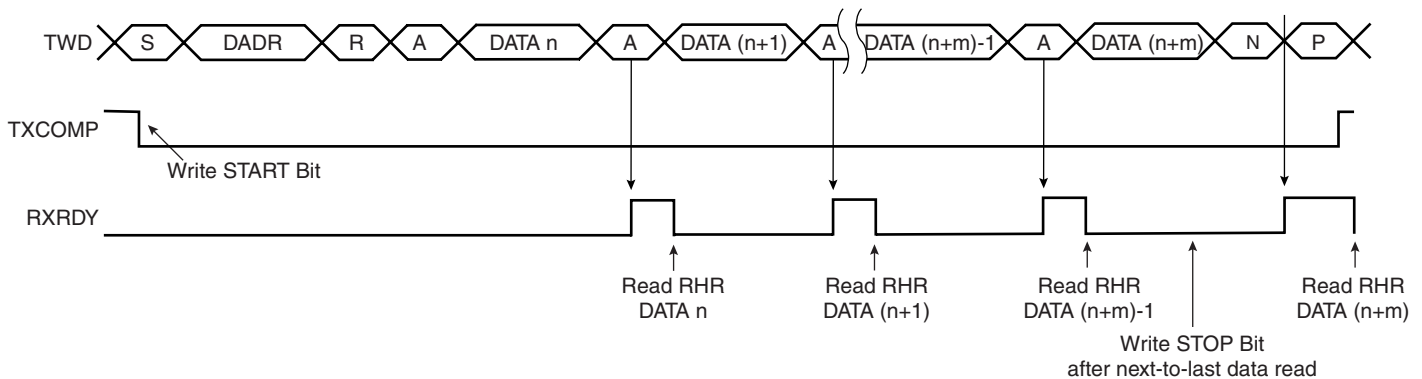 TWD S DADR R A DATA n A DATA (n+1) A DATA (n+m)-1 A DATA (n+m) N P
TXCOMP
Write START Bit
RXRDY
Read RHR
DATA n
Read RHR
DATA (n+1)
Read RHR
DATA (n+m)-1
Read RHR
DATA (n+m)
Write STOP Bit
after next-to-last data read